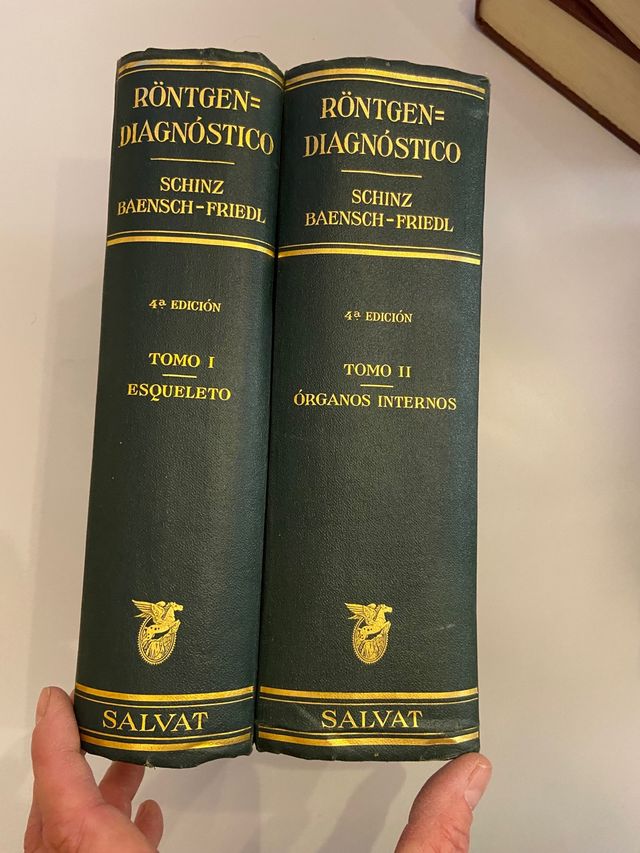 RÖNTGEN=
DIAGNÓSTICO
SCHINZ
BAENSCH-FRIEDL
4ª EDICIÓN
TOMO I
ESQUELETO
SALVAT
RÖNTGEN=
DIAGNÓSTICO
SCHINZ
BAENSCH-FRIEDL
4ª EDICIÓN
TOMO II
ÓRGANOS INTERNOS
SALVAT